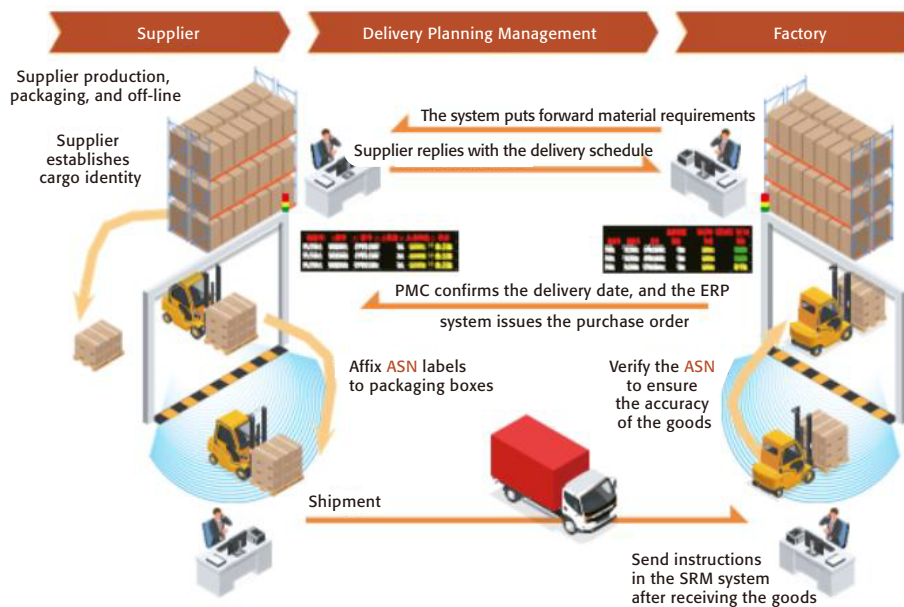 Supplier
Delivery Planning Management
Factory
Supplier production,
packaging, and off-line
Supplier
establishes
cargo identity
The system puts forward material requirements
Supplier replies with the delivery schedule
PMC confirms the delivery date, and the ERP
system issues the purchase order
Affix ASN labels
to packaging boxes
Verify the ASN
to ensure
the accuracy
of the goods
Shipment
Send instructions
in the SRM system
after receiving the goods